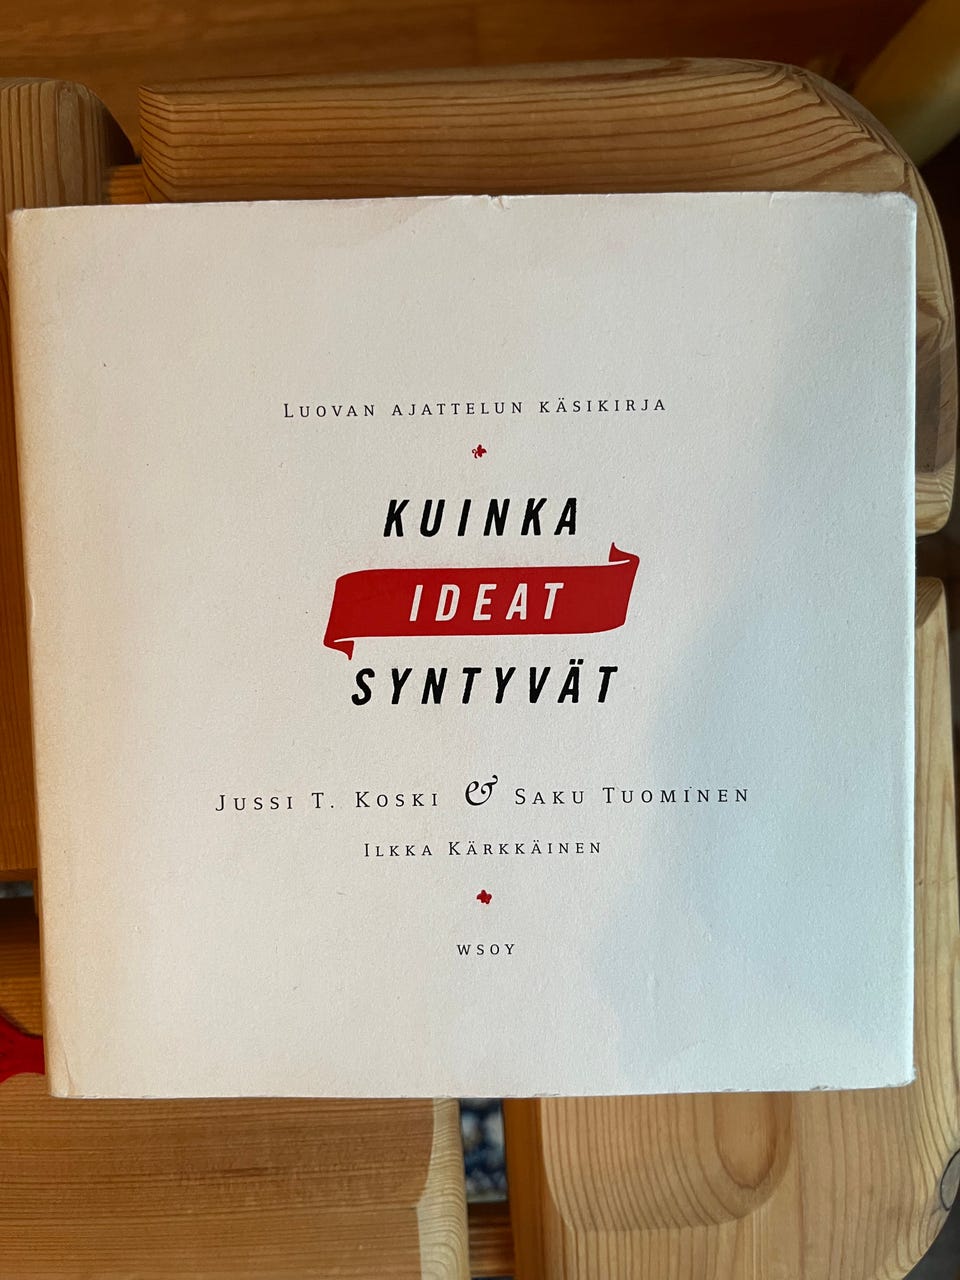 Luovan ajattelun käsikirja
KUINKA
IDEAT
SYNTYVÄT
Jussi T. Koski & Saku Tuominen
Ilkka Kärkkäinen
WSOY